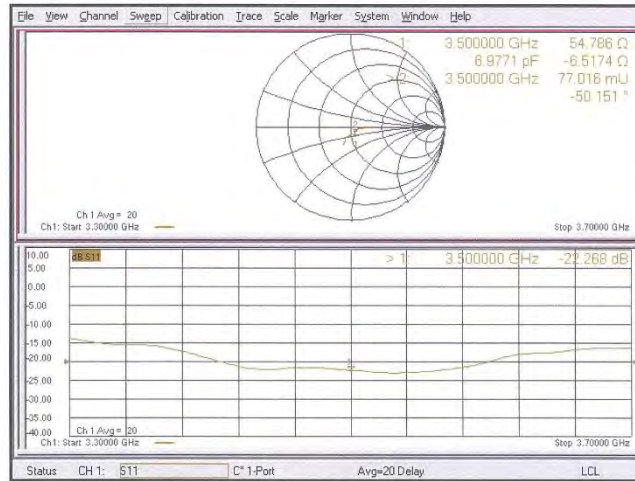 File View Channel Sweep Calibration Trace Scale Marker System Window Help
1: 3.500000 GHz 54.786 Ω
6.9771 pF -6.5174 Ω
> 2: 3.500000 GHz 77.016 mU
-50.151 °
Ch 1 Avg = 20
Ch1: Start 3.30000 GHz
Stop 3.70000 GHz
10.00
dB S11
> 1: 3.500000 GHz -22.268 dB
5.00
0.00
-5.00
-10.00
-15.00
-20.00
-25.00
-30.00
-35.00
Ch 1 Avg = 20
-40.00
Ch1: Start 3.30000 GHz
Stop 3.70000 GHz
Status CH 1: S11 C* 1-Port Avg=20 Delay LCL